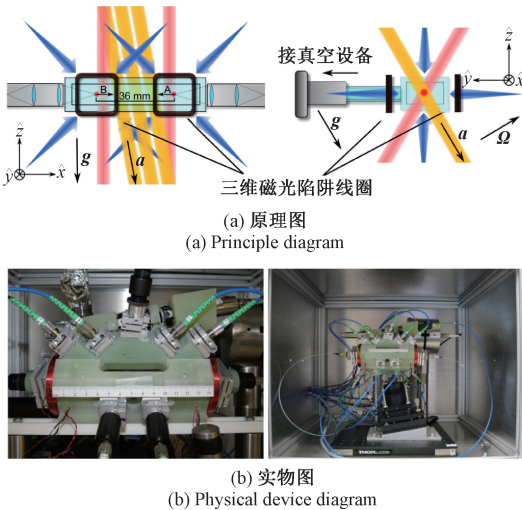 B
A
36 mm
g
a
ẑ
ŷ
x̂
接真空设备
g
a
Ω
ẑ
ŷ
x̂
三维磁光陷阱线圈
(a) 原理图
(a) Principle diagram
THORLABS
(b) 实物图
(b) Physical device diagram